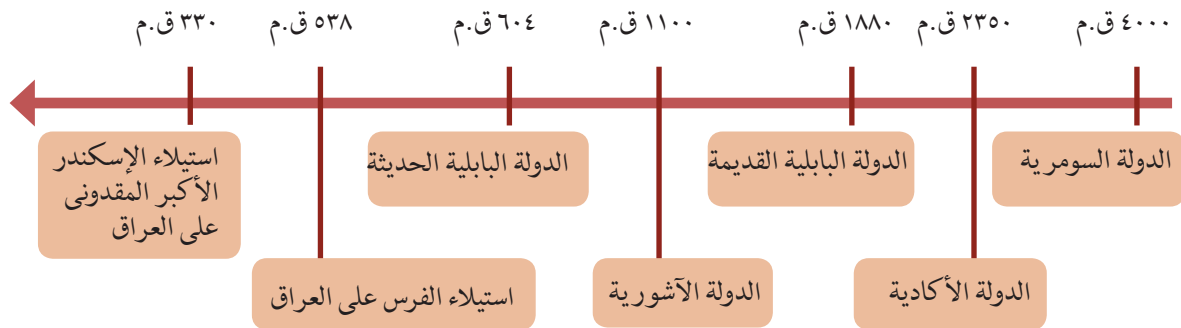 ٤٠٠٠ ق.م ٢٣٥٠ ق.م ١٨٨٠ ق.م ١١٠٠ ق.م ٦٠٤ ق.م ٥٣٨ ق.م ٣٣٠ ق.م
الدولة السومرية
الدولة البابلية القديمة
الدولة البابلية الحديثة
استيلاء الإسكندر
الأكبر المقدونى
على العراق
الدولة الأكادية
الدولة الآشورية
استيلاء الفرس على العراق